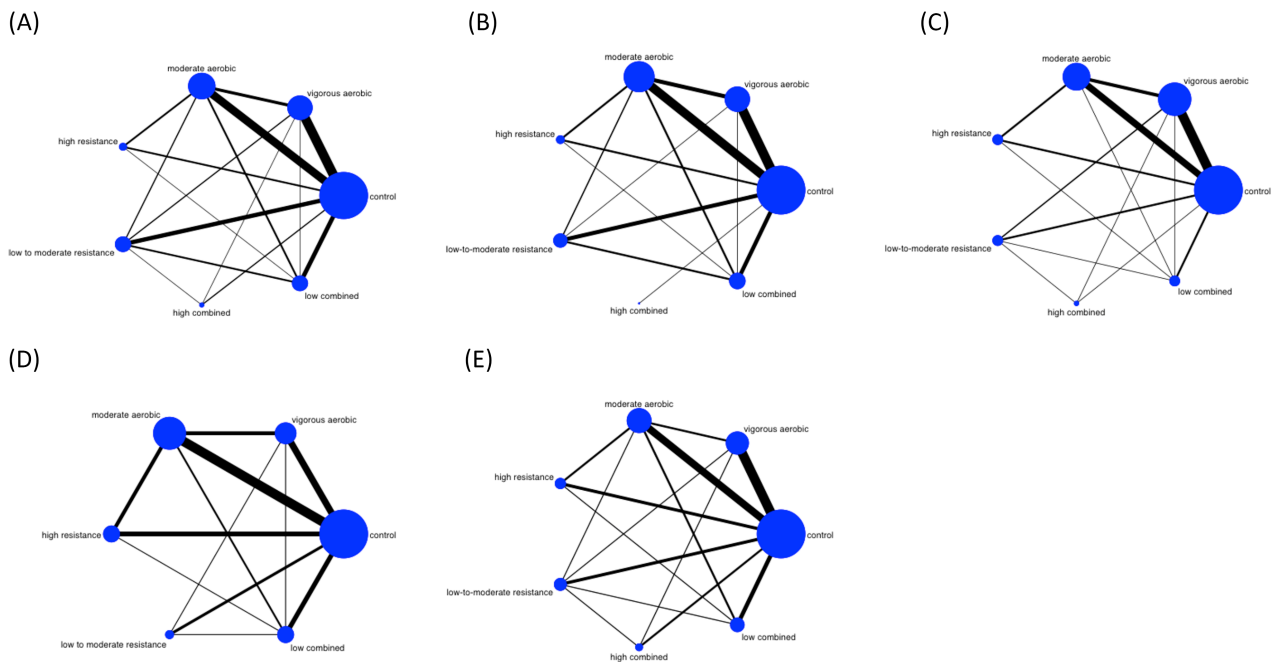 (A)
(B)
(C)
moderate aerobic
vigorous aerobic
high resistance
control
low to moderate resistance
low combined
high combined
moderate aerobic
vigorous aerobic
high resistance
control
low-to-moderate resistance
low combined
high combined
moderate aerobic
vigorous aerobic
high resistance
control
low-to-moderate resistance
low combined
high combined
(D)
(E)
moderate aerobic
vigorous aerobic
high resistance
control
low to moderate resistance
low combined
moderate aerobic
vigorous aerobic
high resistance
control
low-to-moderate resistance
low combined
high combined